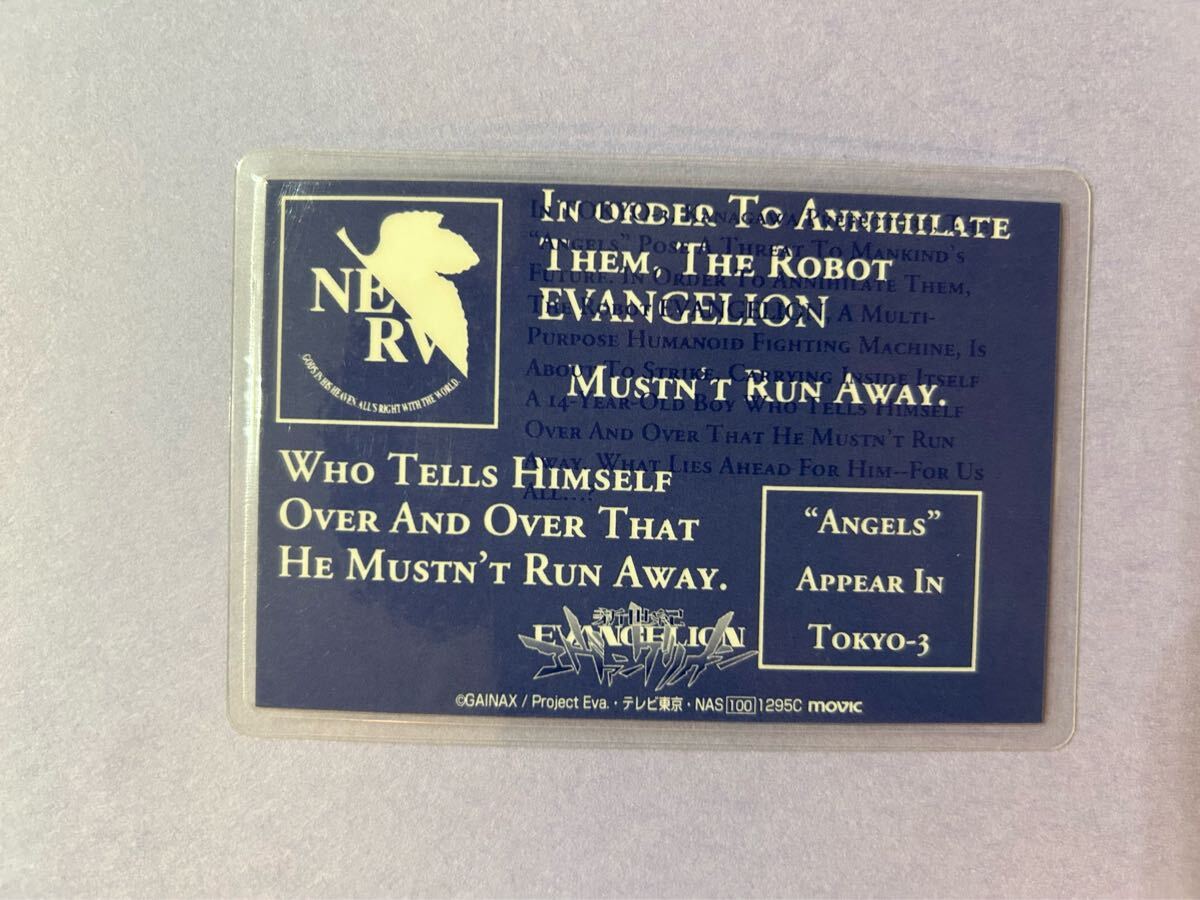 NE
RV
GOD'S IN HIS HEAVEN. ALL'S RIGHT WITH THE WORLD.
In Order To Annihilate
Them, The Robot
EVANGELION
Mustn't Run Away.
Kanagawa
"Angels" Pose A Threat To Mankind's
Future. In Order To Annihilate Them,
The Robot EVANGELION, A Multi-
Purpose Humanoid Fighting Machine, Is
About To Strike, Carrying Inside Itself
A 14-Year-Old Boy Who Tells Himself
Over And Over That He Mustn't Run
Away. What Lies Ahead For Him--For Us
All...?
Who Tells Himself
Over And Over That
He Mustn't Run Away.
"Angels"
Appear In
Tokyo-3
新世紀
EVANGELION
エヴァンゲリオン
©GAINAX / Project Eva.・テレビ東京・NAS 100 1295C movic